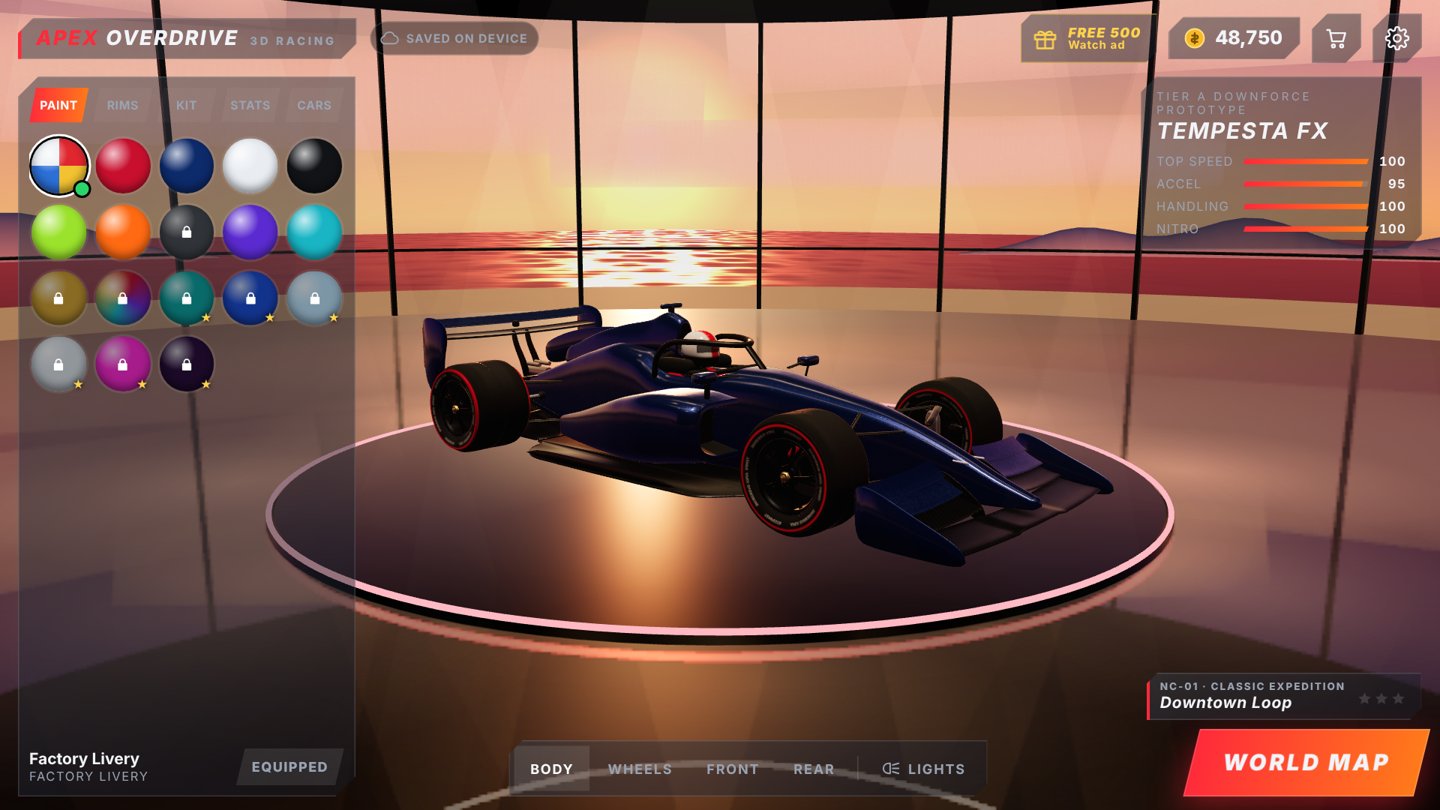 APEX OVERDRIVE 3D RACING
SAVED ON DEVICE
FREE 500
Watch ad
48,750
PAINT RIMS KIT STATS CARS
TIER A DOWNFORCE
PROTOTYPE
TEMPESTA FX
TOP SPEED 100
ACCEL 95
HANDLING 100
NITRO 100
NC-01 · CLASSIC EXPEDITION
Downtown Loop
Factory Livery
FACTORY LIVERY
EQUIPPED
BODY WHEELS FRONT REAR LIGHTS
WORLD MAP